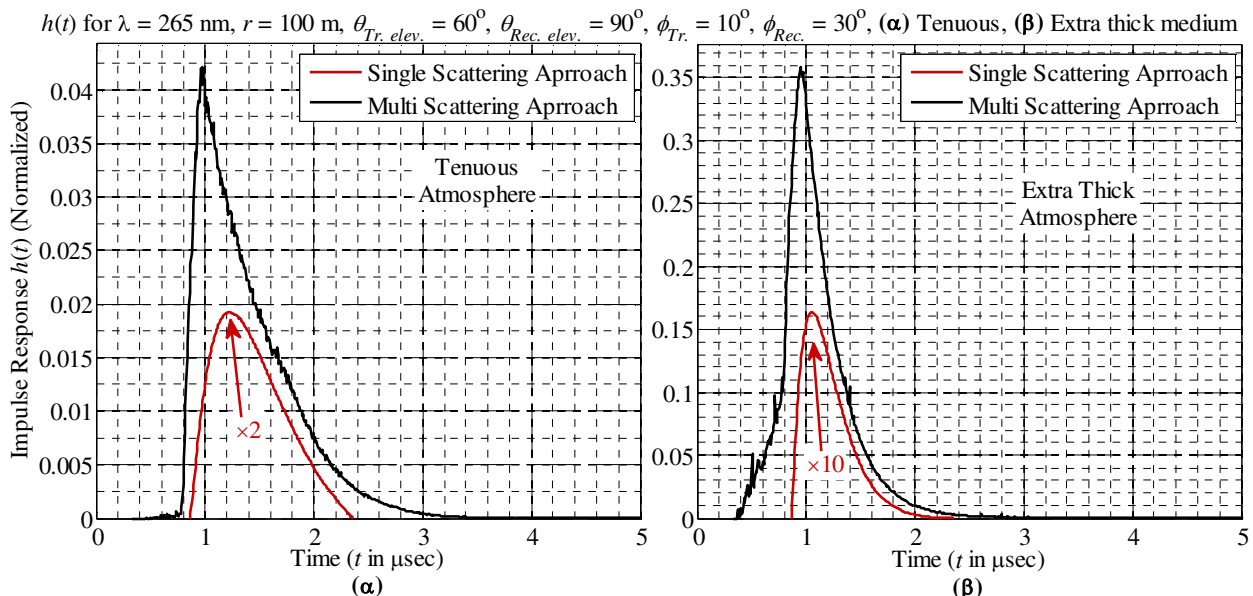 h(t) for λ = 265 nm, r = 100 m, θTr. elev. = 60°, θRec. elev. = 90°, ϕTr. = 10°, ϕRec. = 30°, (α) Tenuous, (β) Extra thick medium
Impulse Response h(t) (Normalized)
0.04
0.035
0.03
0.025
0.02
0.015
0.01
0.005
0
Single Scattering Aprroach
Multi Scattering Aprroach
Tenuous
Atmosphere
×2
0 1 2 3 4 5
Time (t in μsec)
(α)
0.35
0.3
0.25
0.2
0.15
0.1
0.05
0
Single Scattering Aprroach
Multi Scattering Aprroach
Extra Thick
Atmosphere
×10
0 1 2 3 4 5
Time (t in μsec)
(β)